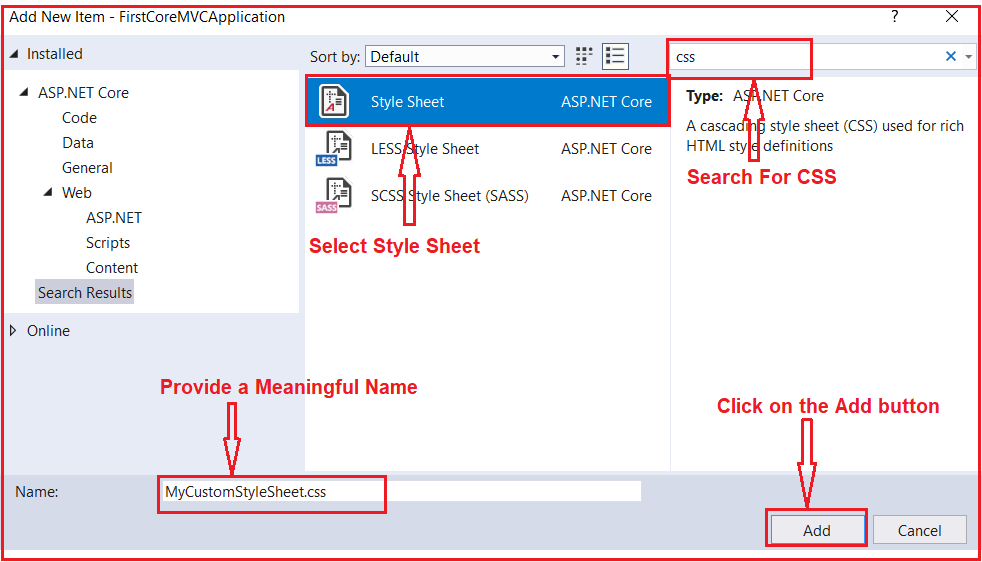 Add New Item - FirstCoreMVCApplication
?
Installed
Sort by: Default
css
ASP.NET Core
Code
Data
General
Web
ASP.NET
Scripts
Content
Search Results
Online
Style Sheet ASP.NET Core
LESS
LESS Style Sheet ASP.NET Core
SASS
SCSS Style Sheet (SASS) ASP.NET Core
Type: ASP.NET Core
A cascading style sheet (CSS) used for rich
HTML style definitions
Search For CSS
Select Style Sheet
Provide a Meaningful Name
Click on the Add button
Name: MyCustomStyleSheet.css
Add Cancel